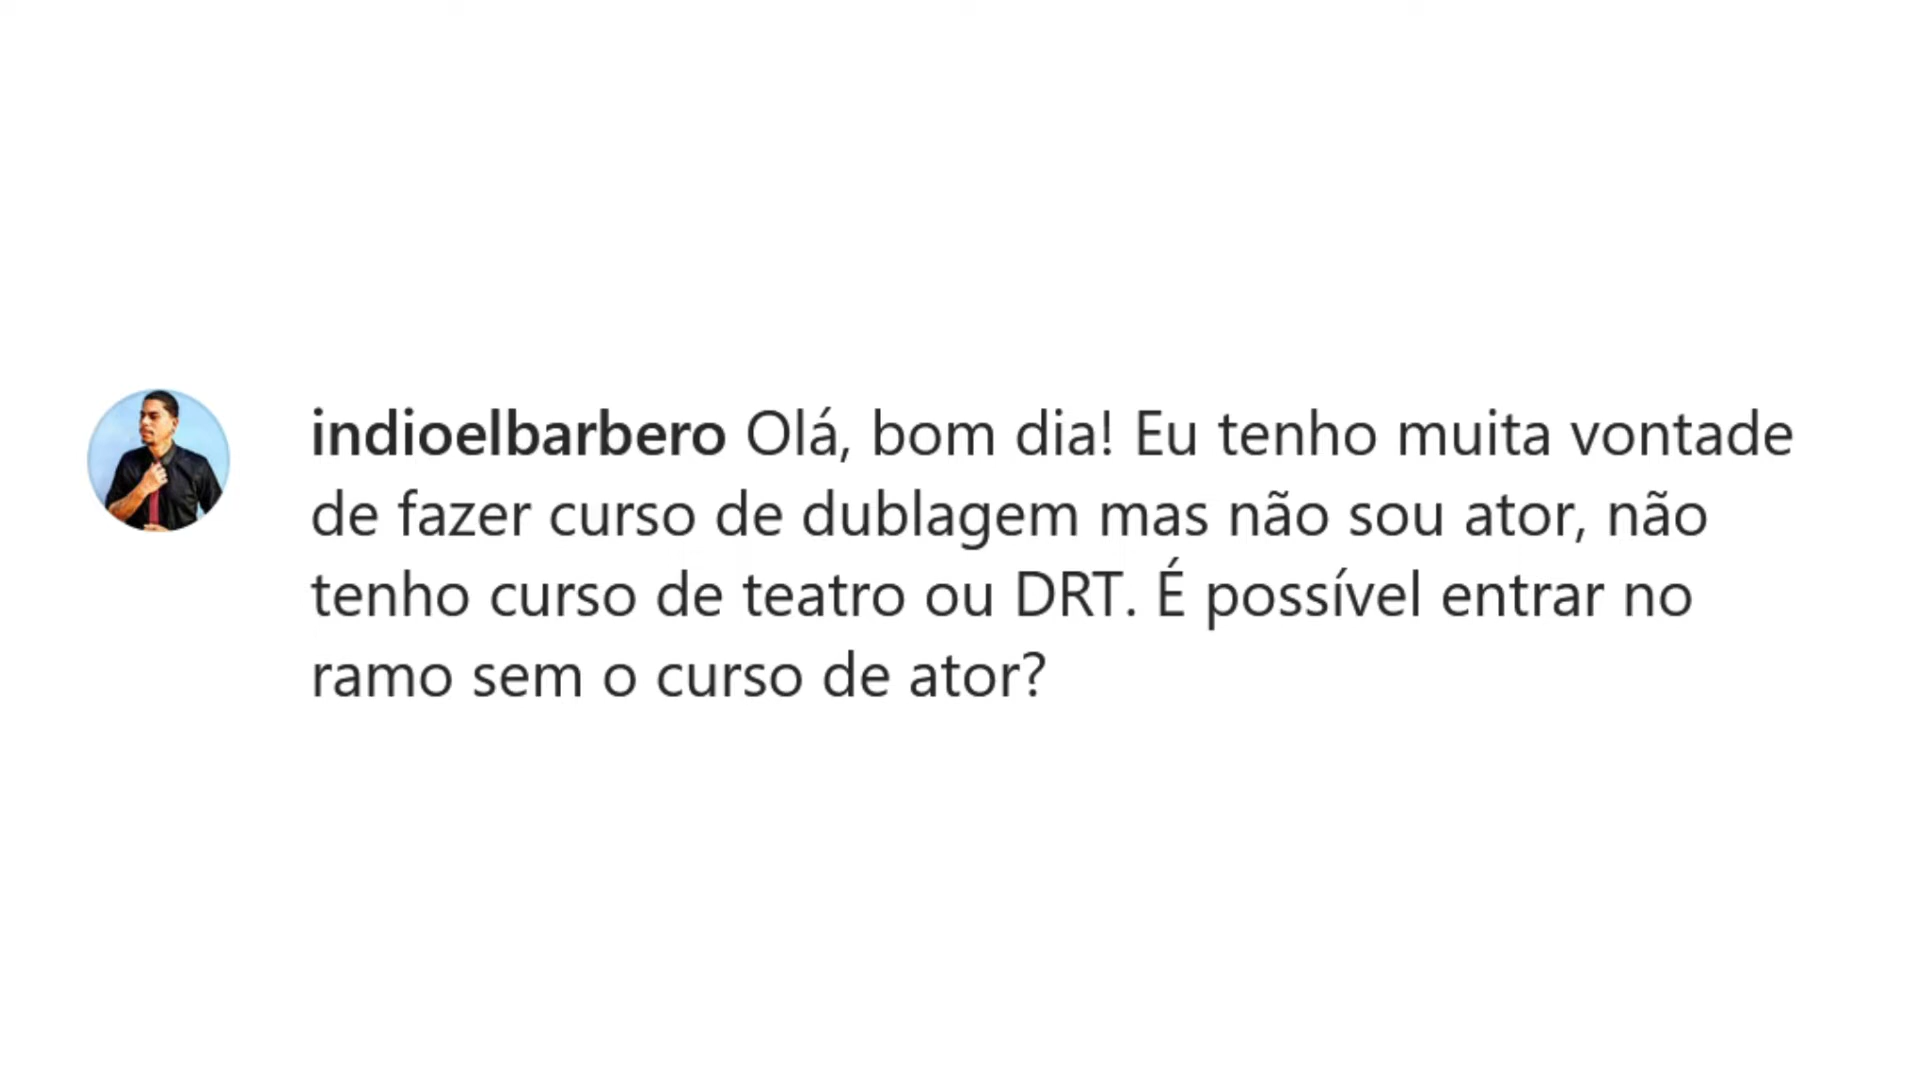 indioelbarbero Olá, bom dia! Eu tenho muita vontade
de fazer curso de dublagem mas não sou ator, não
tenho curso de teatro ou DRT. É possível entrar no
ramo sem o curso de ator?